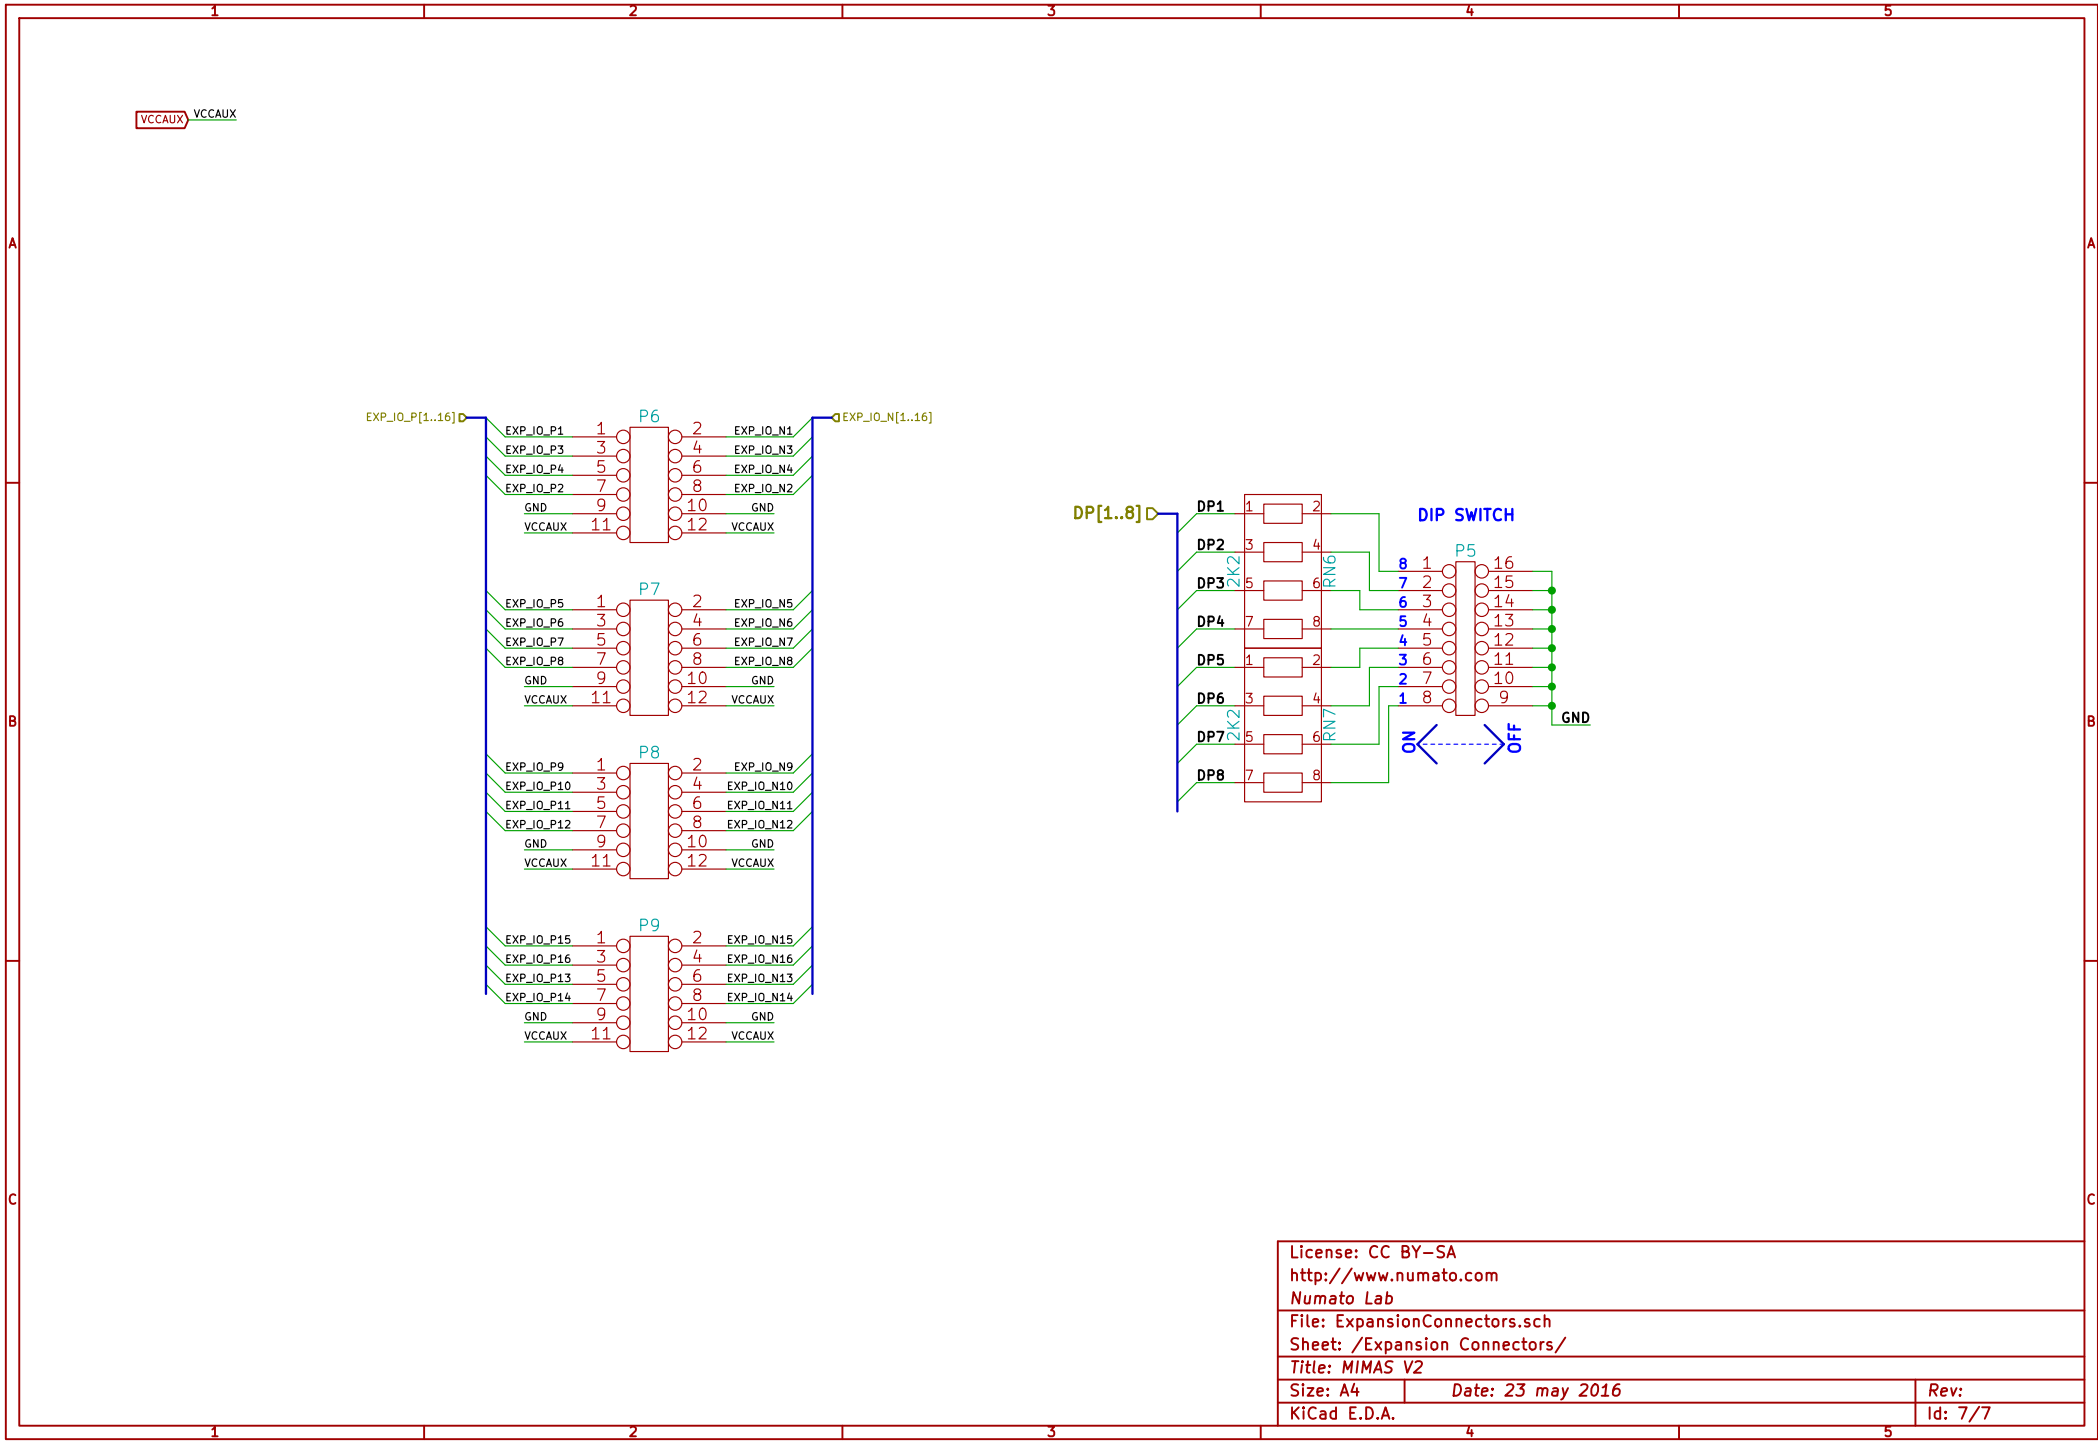 1 2 3 4 5
VCCAUX VCCAUX
A A
EXP_IO_P[1..16] P6 EXP_IO_N[1..16]
EXP_IO_P1 1 2 EXP_IO_N1
EXP_IO_P3 3 4 EXP_IO_N3
EXP_IO_P4 5 6 EXP_IO_N4
EXP_IO_P2 7 8 EXP_IO_N2
GND 9 10 GND
VCCAUX 11 12 VCCAUX
P7
EXP_IO_P5 1 2 EXP_IO_N5
EXP_IO_P6 3 4 EXP_IO_N6
EXP_IO_P7 5 6 EXP_IO_N7
EXP_IO_P8 7 8 EXP_IO_N8
GND 9 10 GND
VCCAUX 11 12 VCCAUX
P8
EXP_IO_P9 1 2 EXP_IO_N9
EXP_IO_P10 3 4 EXP_IO_N10
EXP_IO_P11 5 6 EXP_IO_N11
EXP_IO_P12 7 8 EXP_IO_N12
GND 9 10 GND
VCCAUX 11 12 VCCAUX
P9
EXP_IO_P15 1 2 EXP_IO_N15
EXP_IO_P16 3 4 EXP_IO_N16
EXP_IO_P13 5 6 EXP_IO_N13
EXP_IO_P14 7 8 EXP_IO_N14
GND 9 10 GND
VCCAUX 11 12 VCCAUX
DP[1..8]
DP1 1 2
DP2 3 4
DP3 5 6
DP4 7 8
2K2 RN6
DP5 1 2
DP6 3 4
DP7 5 6
DP8 7 8
2K2 RN7
DIP SWITCH
P5
8 1 16
7 2 15
6 3 14
5 4 13
4 5 12
3 6 11
2 7 10
1 8 9
GND
ON OFF
B B
C C
License: CC BY-SA
http://www.numato.com
Numato Lab
File: ExpansionConnectors.sch
Sheet: /Expansion Connectors/
Title: MIMAS V2
Size: A4 Date: 23 may 2016 Rev:
KiCad E.D.A. Id: 7/7
1 2 3 4 5